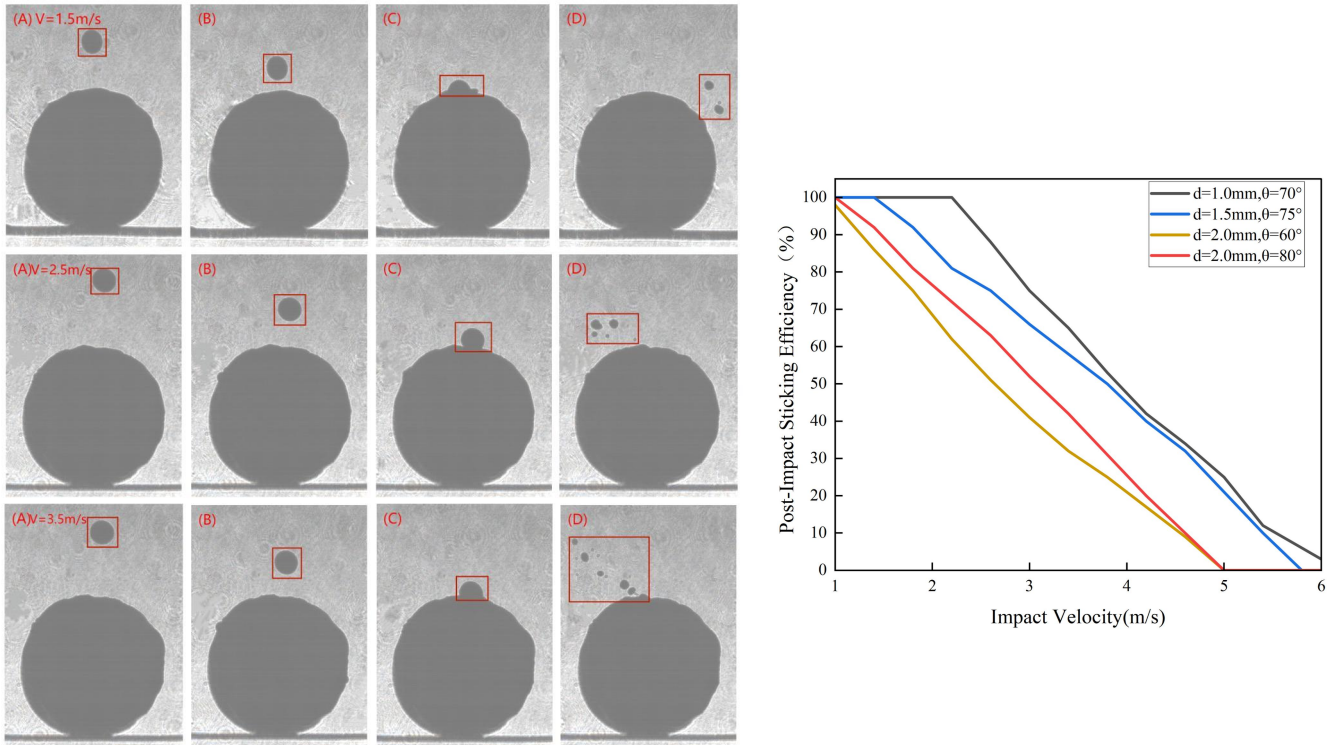 (A) V=1.5m/s
(B)
(C)
(D)
(A)V=2.5m/s
(B)
(C)
(D)
(A)V=3.5m/s
(B)
(C)
(D)
d=1.0mm,θ=70°
d=1.5mm,θ=75°
d=2.0mm,θ=60°
d=2.0mm,θ=80°
Post-Impact Sticking Efficiency（%）
100
90
80
70
60
50
40
30
20
10
0
1 2 3 4 5 6
Impact Velocity(m/s)